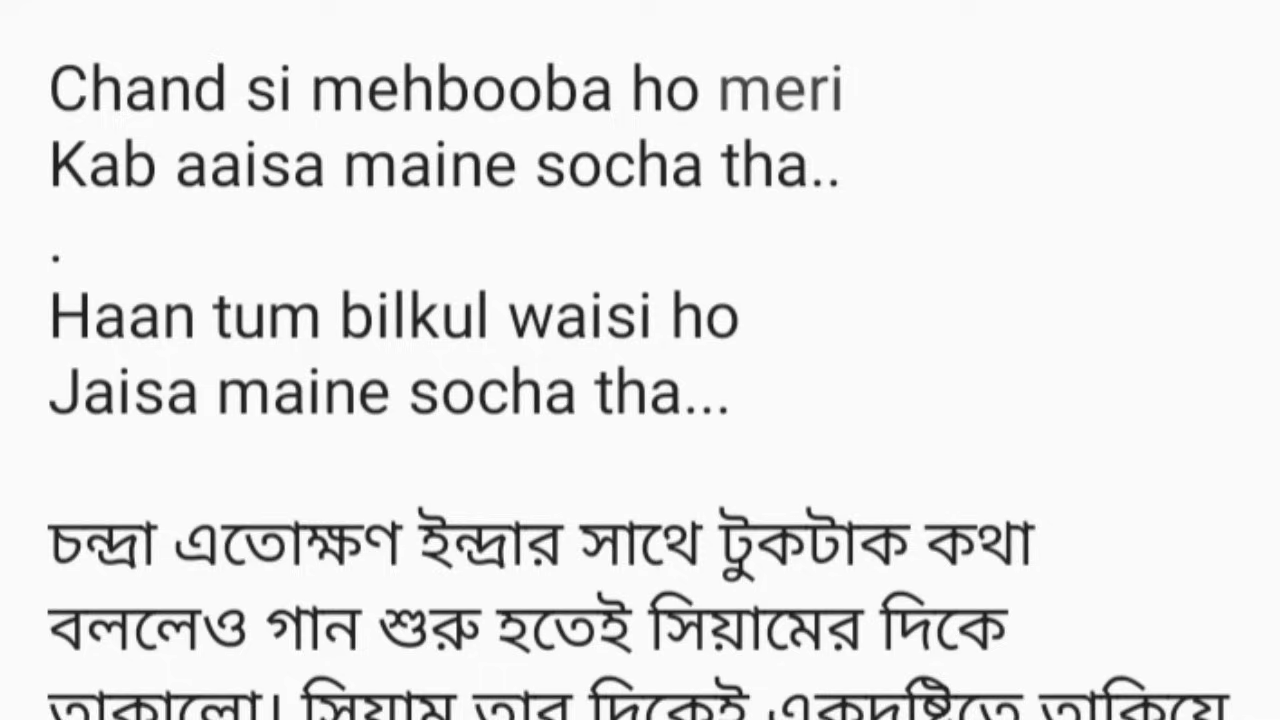 Chand si mehbooba ho meri
Kab aaisa maine socha tha..
.
Haan tum bilkul waisi ho
Jaisa maine socha tha...
চন্দ্রা এতোক্ষণ ইন্দ্রার সাথে টুকটাক কথা
বললেও গান শুরু হতেই সিয়ামের দিকে
তাকালো। সিয়াম তার দিকেই একদৃষ্টিতে তাকিয়ে